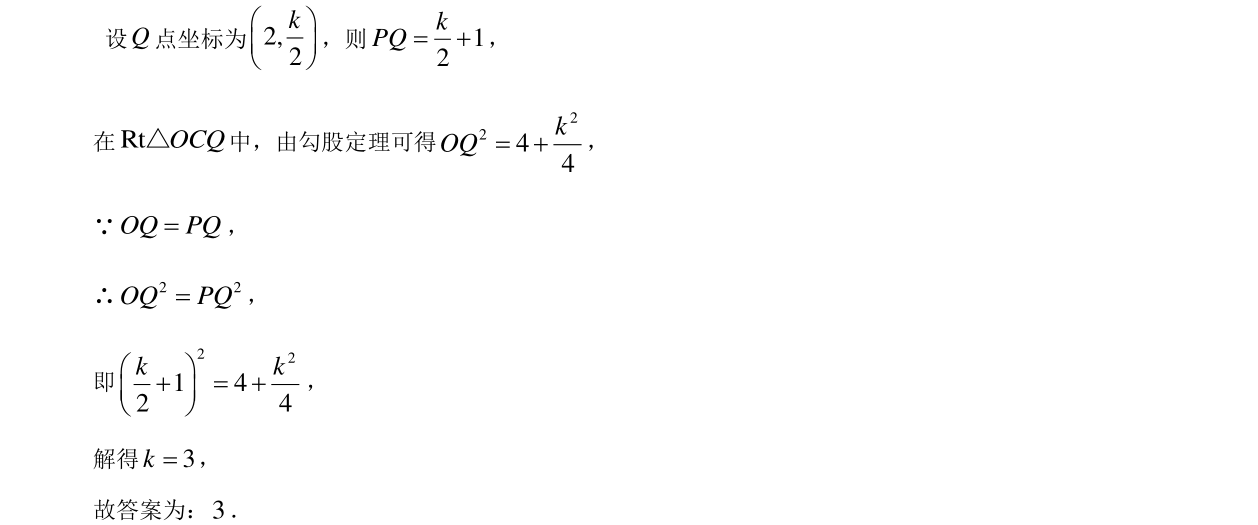 设Q点坐标为(2,k/2)，则PQ=k/2+1，
在Rt△OCQ中，由勾股定理可得OQ²=4+k²/4，
∵OQ=PQ，
∴OQ²=PQ²，
即(k/2+1)²=4+k²/4，
解得k=3，
故答案为：3．